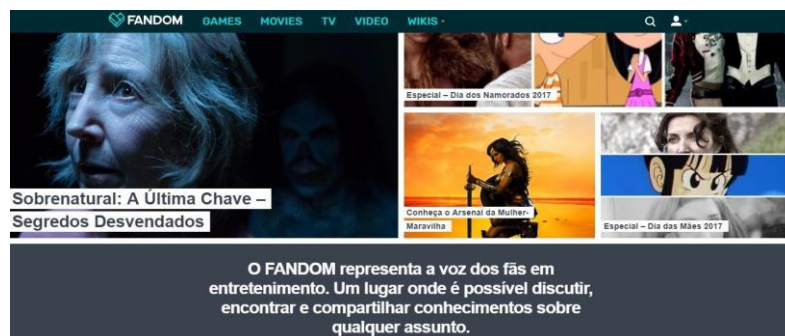 FANDOM GAMES MOVIES TV VIDEO WIKIS
Especial – Dia dos Namorados 2017
Sobrenatural: A Última Chave –
Segredos Desvendados
Conheça o Arsenal da Mulher-
Maravilha
Especial – Dia das Mães 2017
O FANDOM representa a voz dos fãs em
entretenimento. Um lugar onde é possível discutir,
encontrar e compartilhar conhecimentos sobre
qualquer assunto.